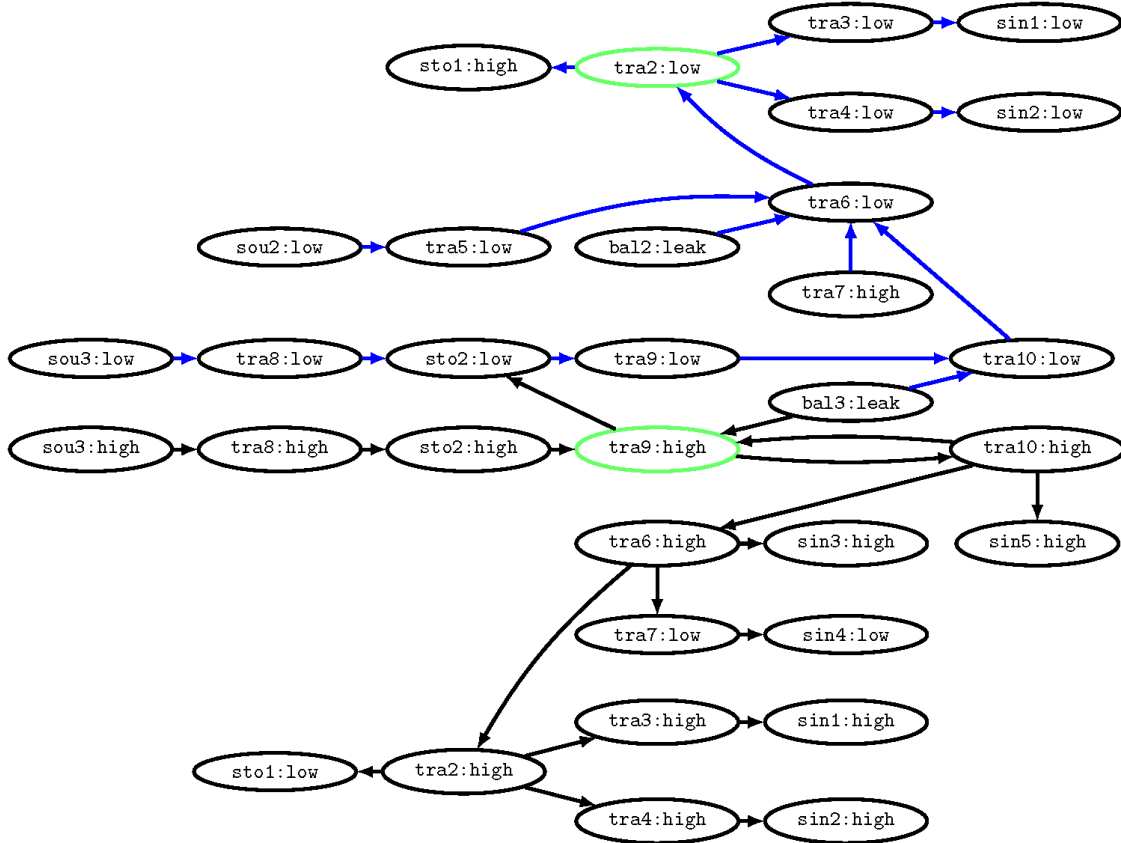 tra3:low
sin1:low
sto1:high
tra2:low
tra4:low
sin2:low
tra6:low
sou2:low
tra5:low
bal2:leak
tra7:high
sou3:low
tra8:low
sto2:low
tra9:low
tra10:low
bal3:leak
sou3:high
tra8:high
sto2:high
tra9:high
tra10:high
tra6:high
sin3:high
sin5:high
tra7:low
sin4:low
tra3:high
sin1:high
sto1:low
tra2:high
tra4:high
sin2:high